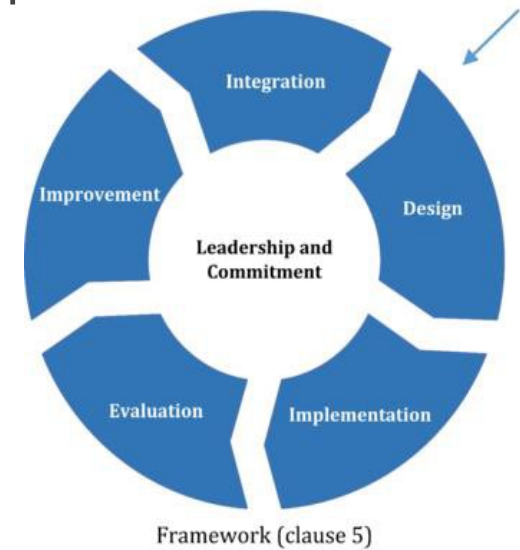 Integration
Design
Improvement
Leadership and
Commitment
Evaluation
Implementation
Framework (clause 5)